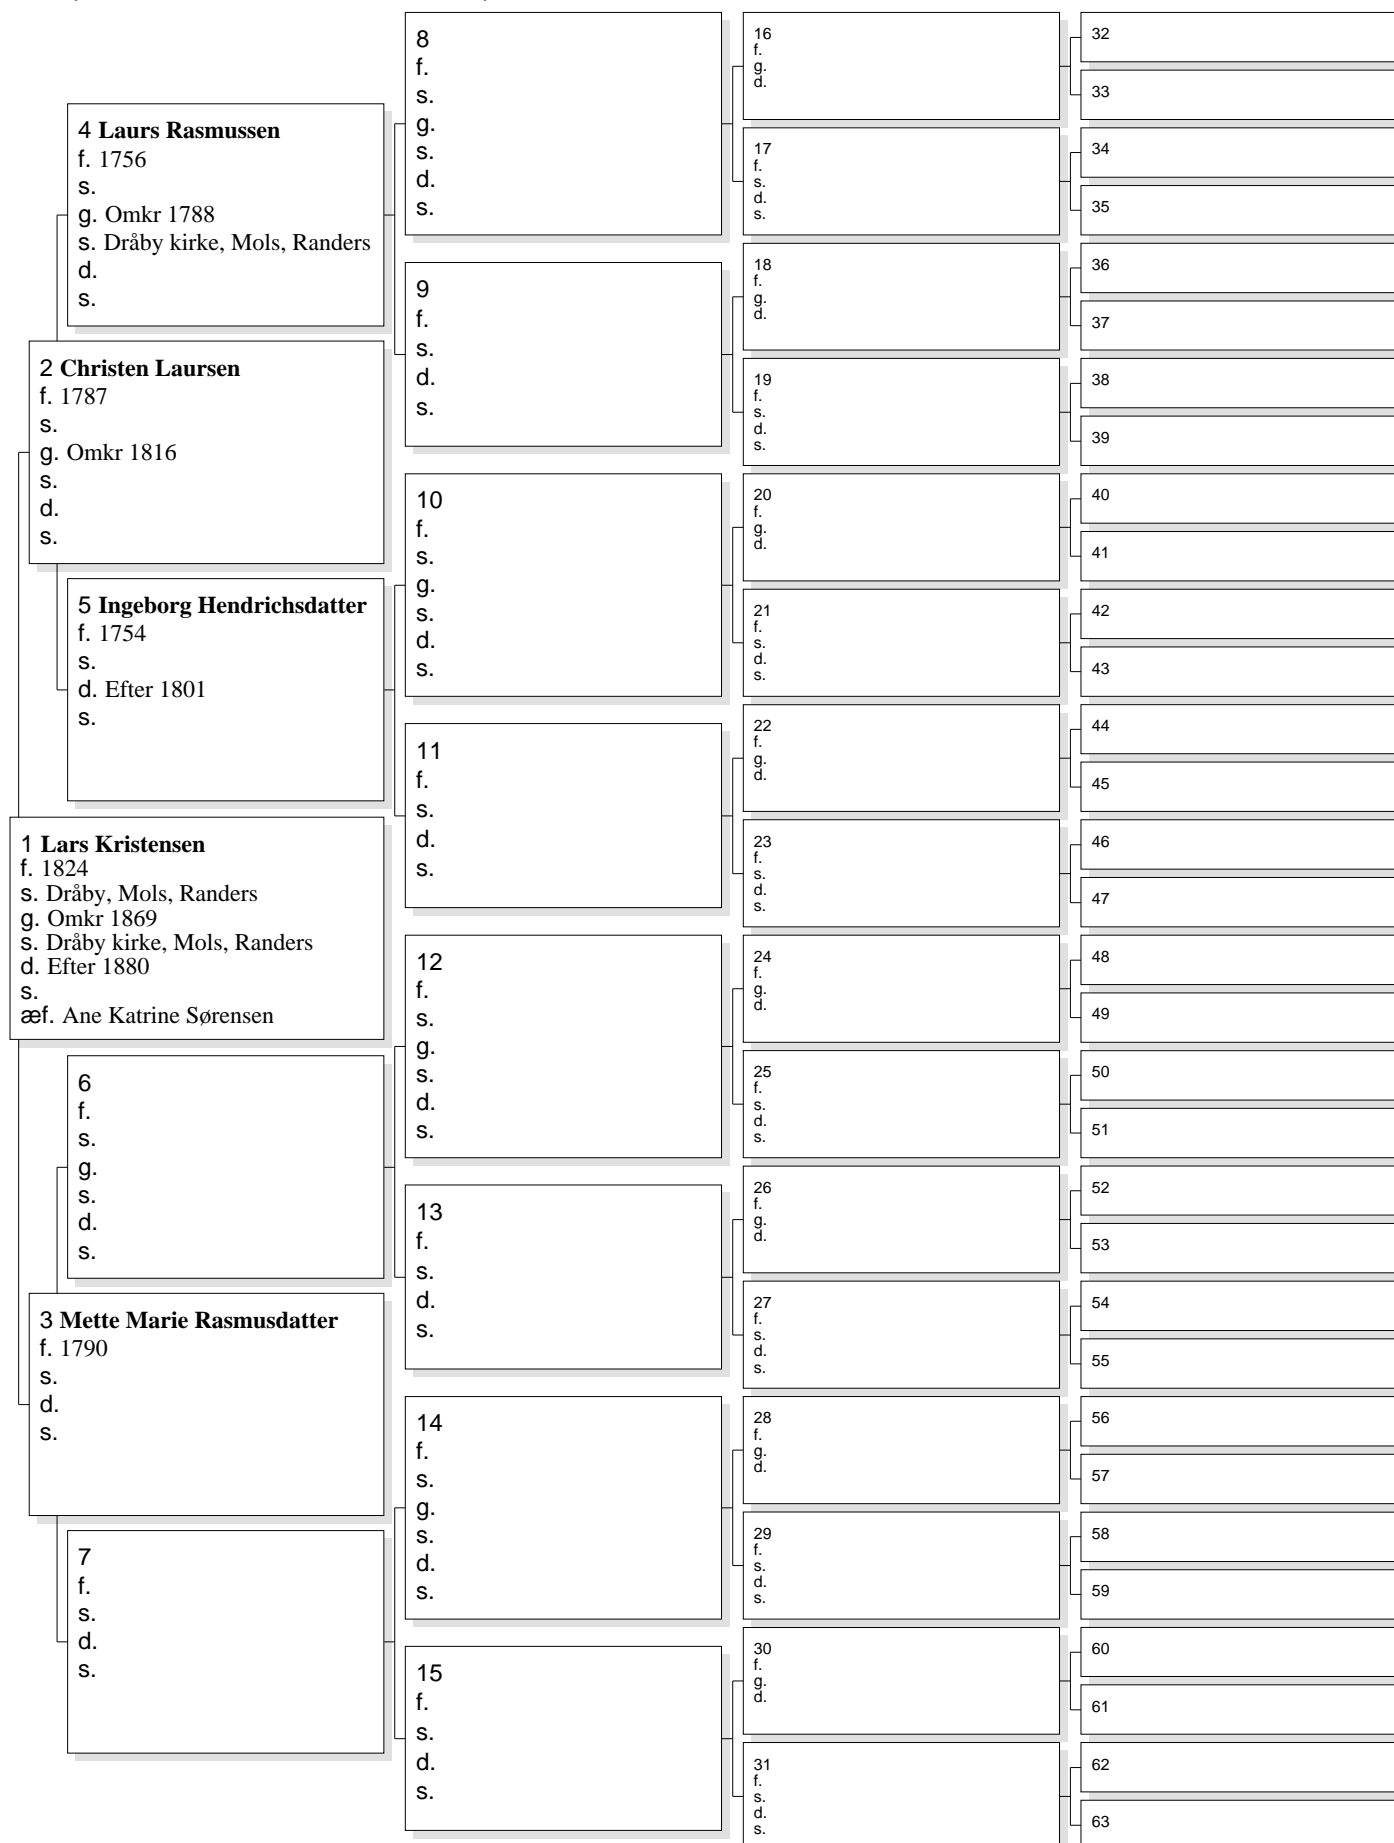 4 Laurs Rasmussen
f. 1756
s.
g. Omkr 1788
s. Dråby kirke, Mols, Randers
d.
s.
2 Christen Laursen
f. 1787
s.
g. Omkr 1816
s.
d.
s.
5 Ingeborg Hendrichsdatter
f. 1754
s.
d. Efter 1801
s.
1 Lars Kristensen
f. 1824
s. Dråby, Mols, Randers
g. Omkr 1869
s. Dråby kirke, Mols, Randers
d. Efter 1880
s.
æf. Ane Katrine Sørensen
6
f.
s.
g.
s.
d.
s.
3 Mette Marie Rasmusdatter
f. 1790
s.
d.
s.
7
f.
s.
d.
s.
8
f.
s.
g.
s.
d.
s.
9
f.
s.
d.
s.
10
f.
s.
g.
s.
d.
s.
11
f.
s.
d.
s.
12
f.
s.
g.
s.
d.
s.
13
f.
s.
d.
s.
14
f.
s.
g.
s.
d.
s.
15
f.
s.
d.
s.
16
f.
g.
d.
17
f.
s.
d.
s.
18
f.
g.
d.
19
f.
s.
d.
s.
20
f.
g.
d.
21
f.
s.
d.
s.
22
f.
g.
d.
23
f.
s.
d.
s.
24
f.
g.
d.
25
f.
s.
d.
s.
26
f.
g.
d.
27
f.
s.
d.
s.
28
f.
g.
d.
29
f.
s.
d.
s.
30
f.
g.
d.
31
f.
s.
d.
s.
32
33
34
35
36
37
38
39
40
41
42
43
44
45
46
47
48
49
50
51
52
53
54
55
56
57
58
59
60
61
62
63